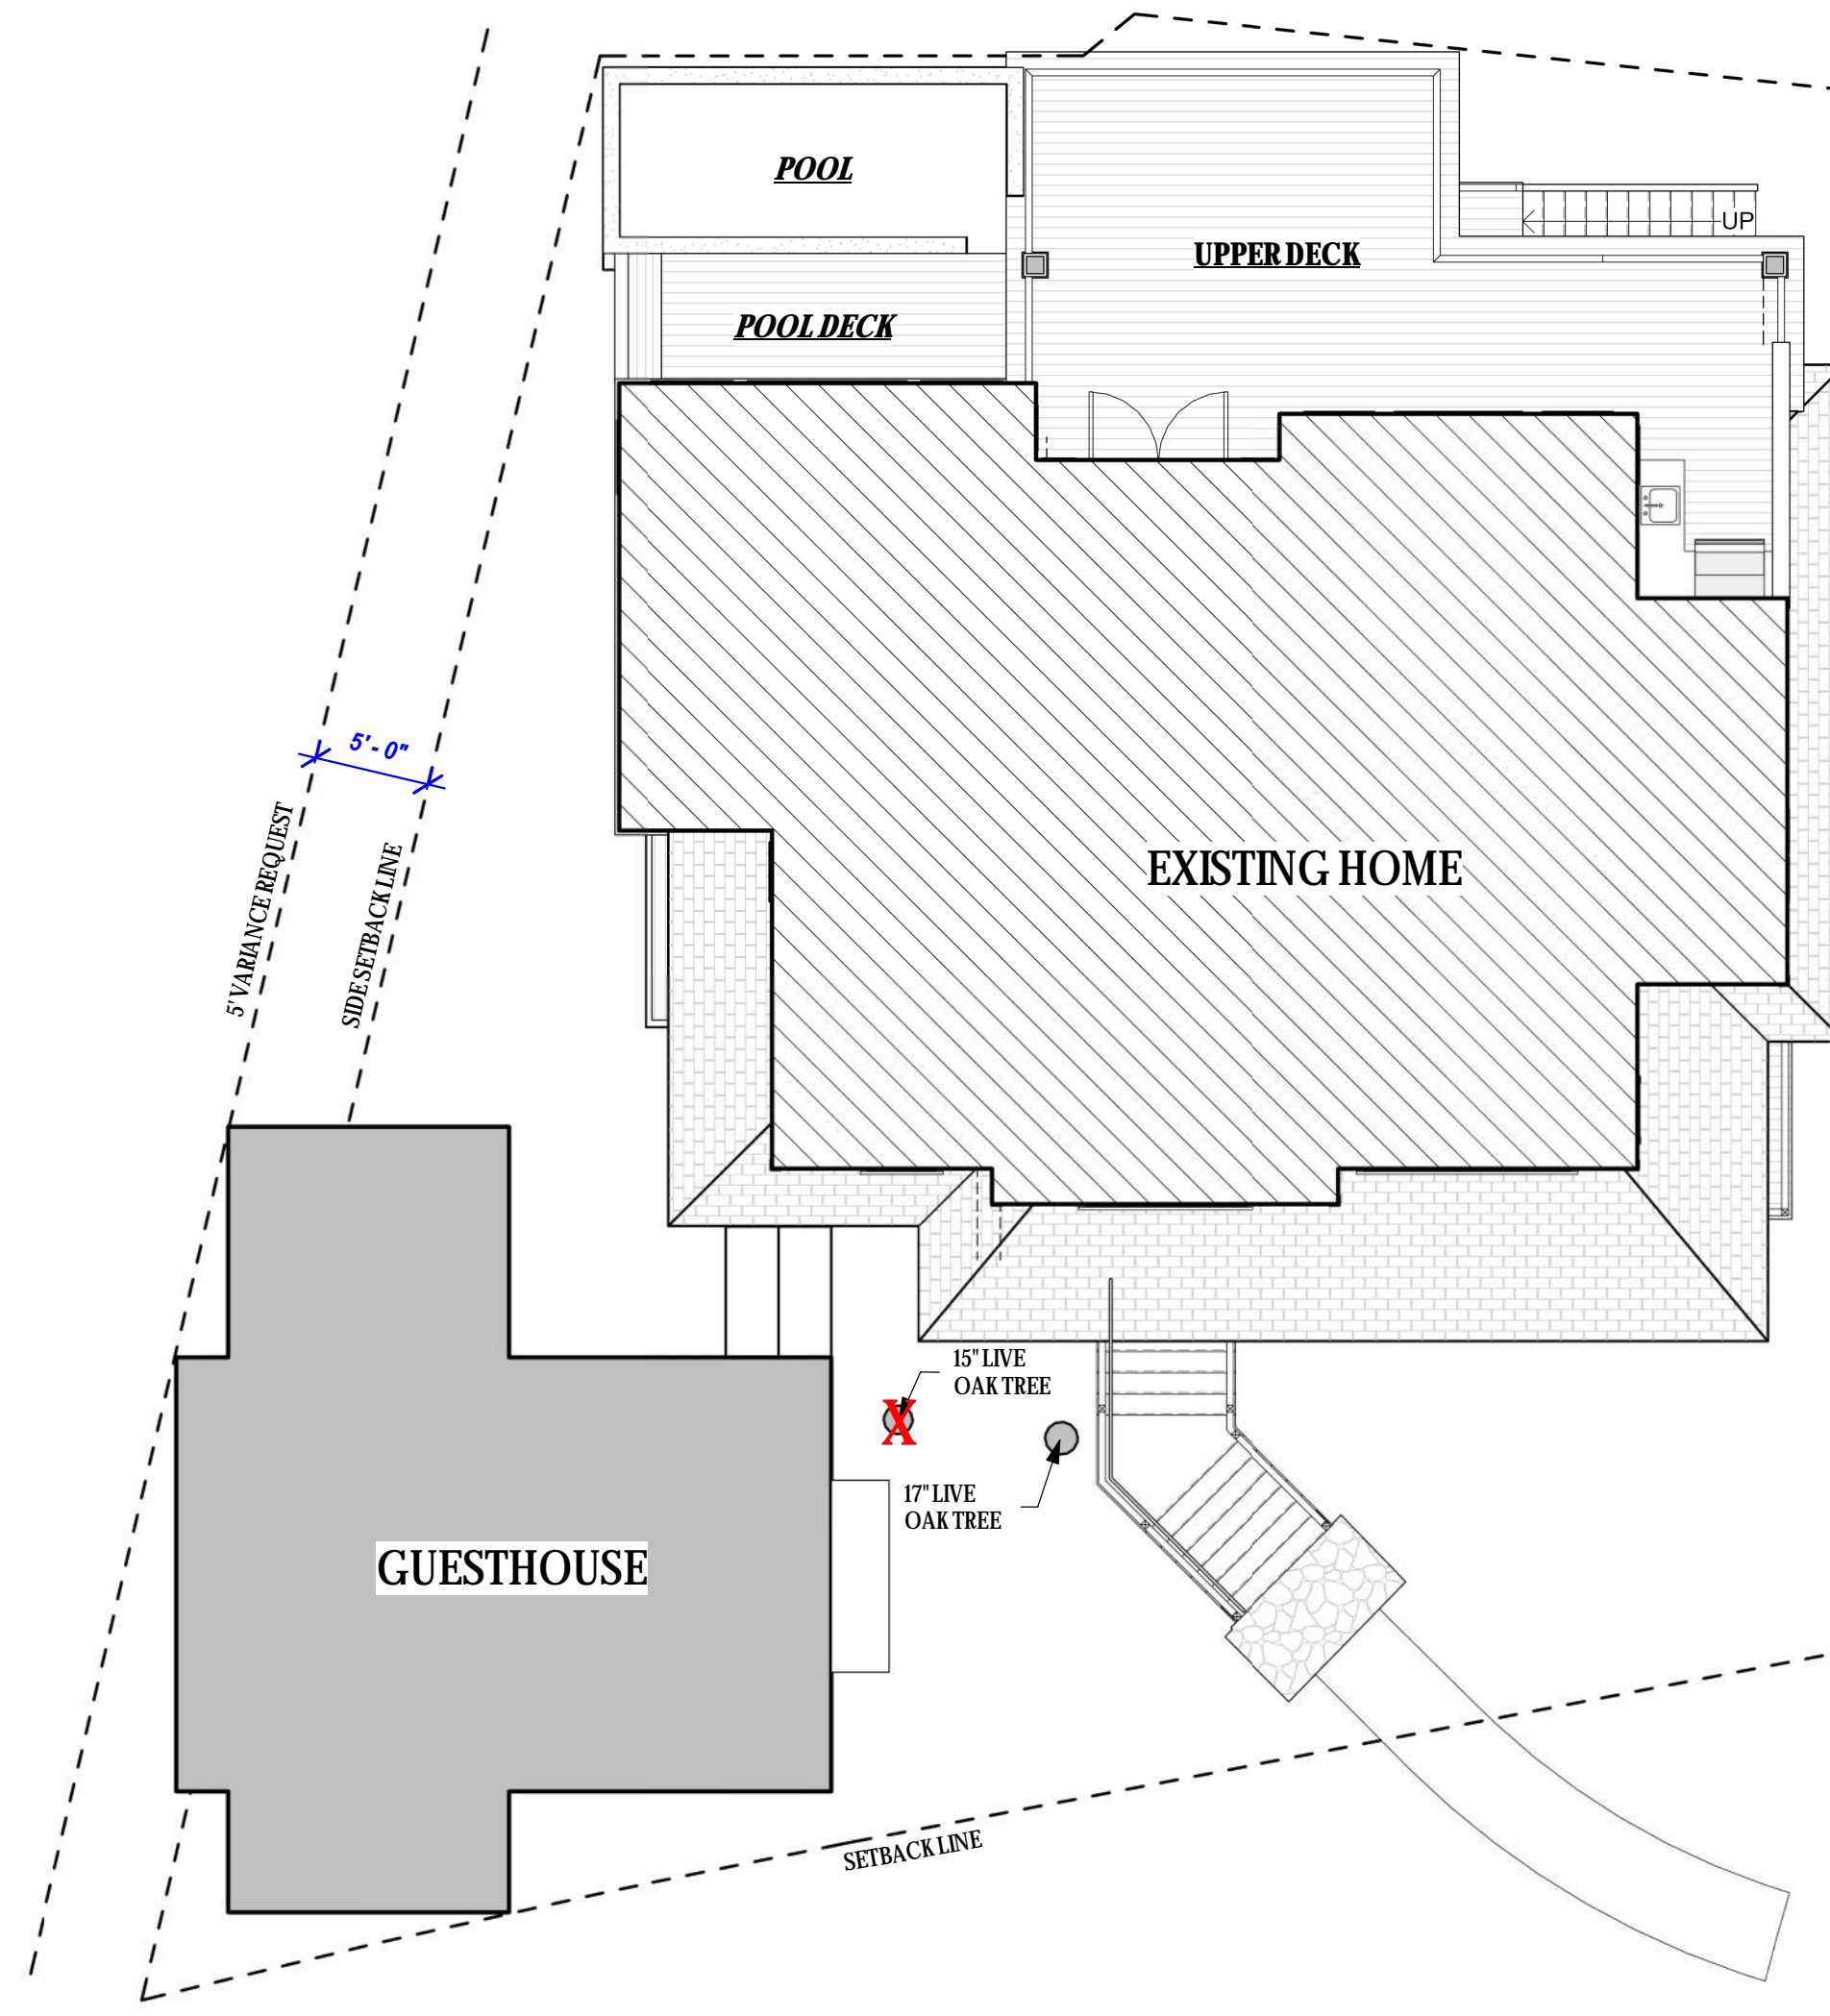 POOL
UP
UPPER DECK
POOL DECK
5'- 0"
5' VARIANCE REQUEST
SIDE SETBACK LINE
EXISTING HOME
15" LIVE
OAK TREE
X
17" LIVE
OAK TREE
GUESTHOUSE
SETBACK LINE